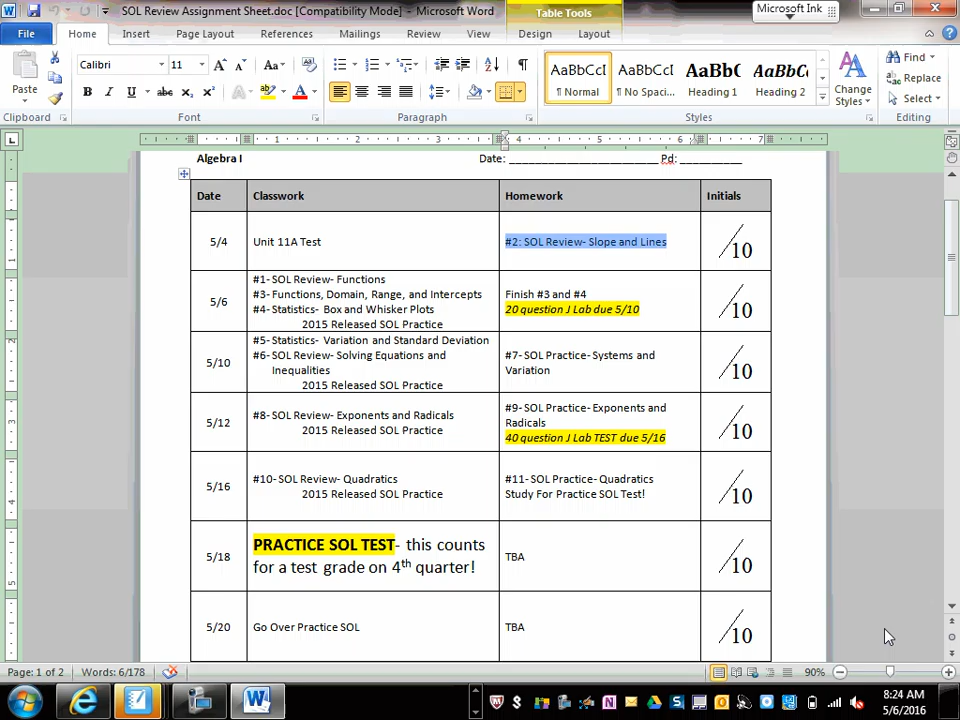 SOL Review Assignment Sheet.doc [Compatibility Mode] - Microsoft Word
Table Tools
Microsoft Ink
File
Home
Insert
Page Layout
References
Mailings
Review
View
Design
Layout
Calibri
11
Paste
Clipboard
Font
Paragraph
AaBbCcI
¶ Normal
AaBbCcI
¶ No Spaci...
AaBbC
Heading 1
AaBbCc
Heading 2
Change
Styles
Styles
Find
Replace
Select
Editing
Algebra I
Date: ____________________________ Pd: ____________
Date
Classwork
Homework
Initials
5/4
Unit 11A Test
#2: SOL Review- Slope and Lines
/10
5/6
#1- SOL Review- Functions
#3- Functions, Domain, Range, and Intercepts
#4- Statistics- Box and Whisker Plots
2015 Released SOL Practice
Finish #3 and #4
20 question J Lab due 5/10
/10
5/10
#5- Statistics- Variation and Standard Deviation
#6- SOL Review- Solving Equations and
Inequalities
2015 Released SOL Practice
#7- SOL Practice- Systems and
Variation
/10
5/12
#8- SOL Review- Exponents and Radicals
2015 Released SOL Practice
#9- SOL Practice- Exponents and
Radicals
40 question J Lab TEST due 5/16
/10
5/16
#10- SOL Review- Quadratics
2015 Released SOL Practice
#11- SOL Practice- Quadratics
Study For Practice SOL Test!
/10
5/18
PRACTICE SOL TEST- this counts
for a test grade on 4th quarter!
TBA
/10
5/20
Go Over Practice SOL
TBA
/10
Page: 1 of 2
Words: 6/178
90%
8:24 AM
5/6/2016